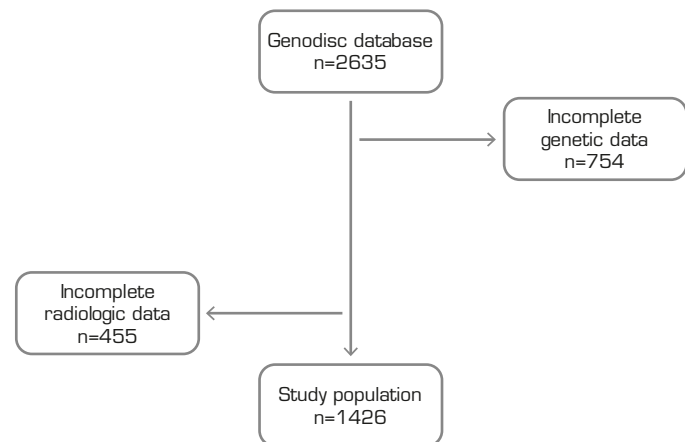 Genodisc database
n=2635
Incomplete
genetic data
n=754
Incomplete
radiologic data
n=455
Study population
n=1426